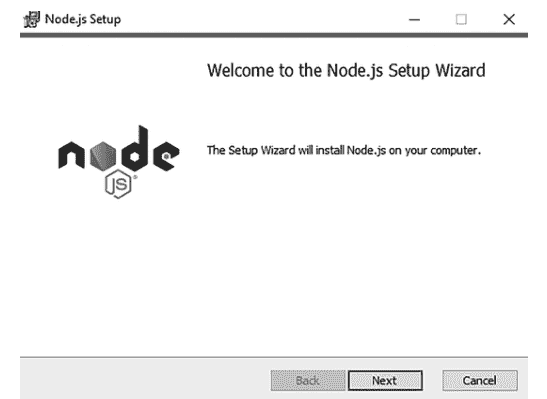 Node.js Setup
Welcome to the Node.js Setup Wizard
The Setup Wizard will install Node.js on your computer.
node
JS
Back
Next
Cancel